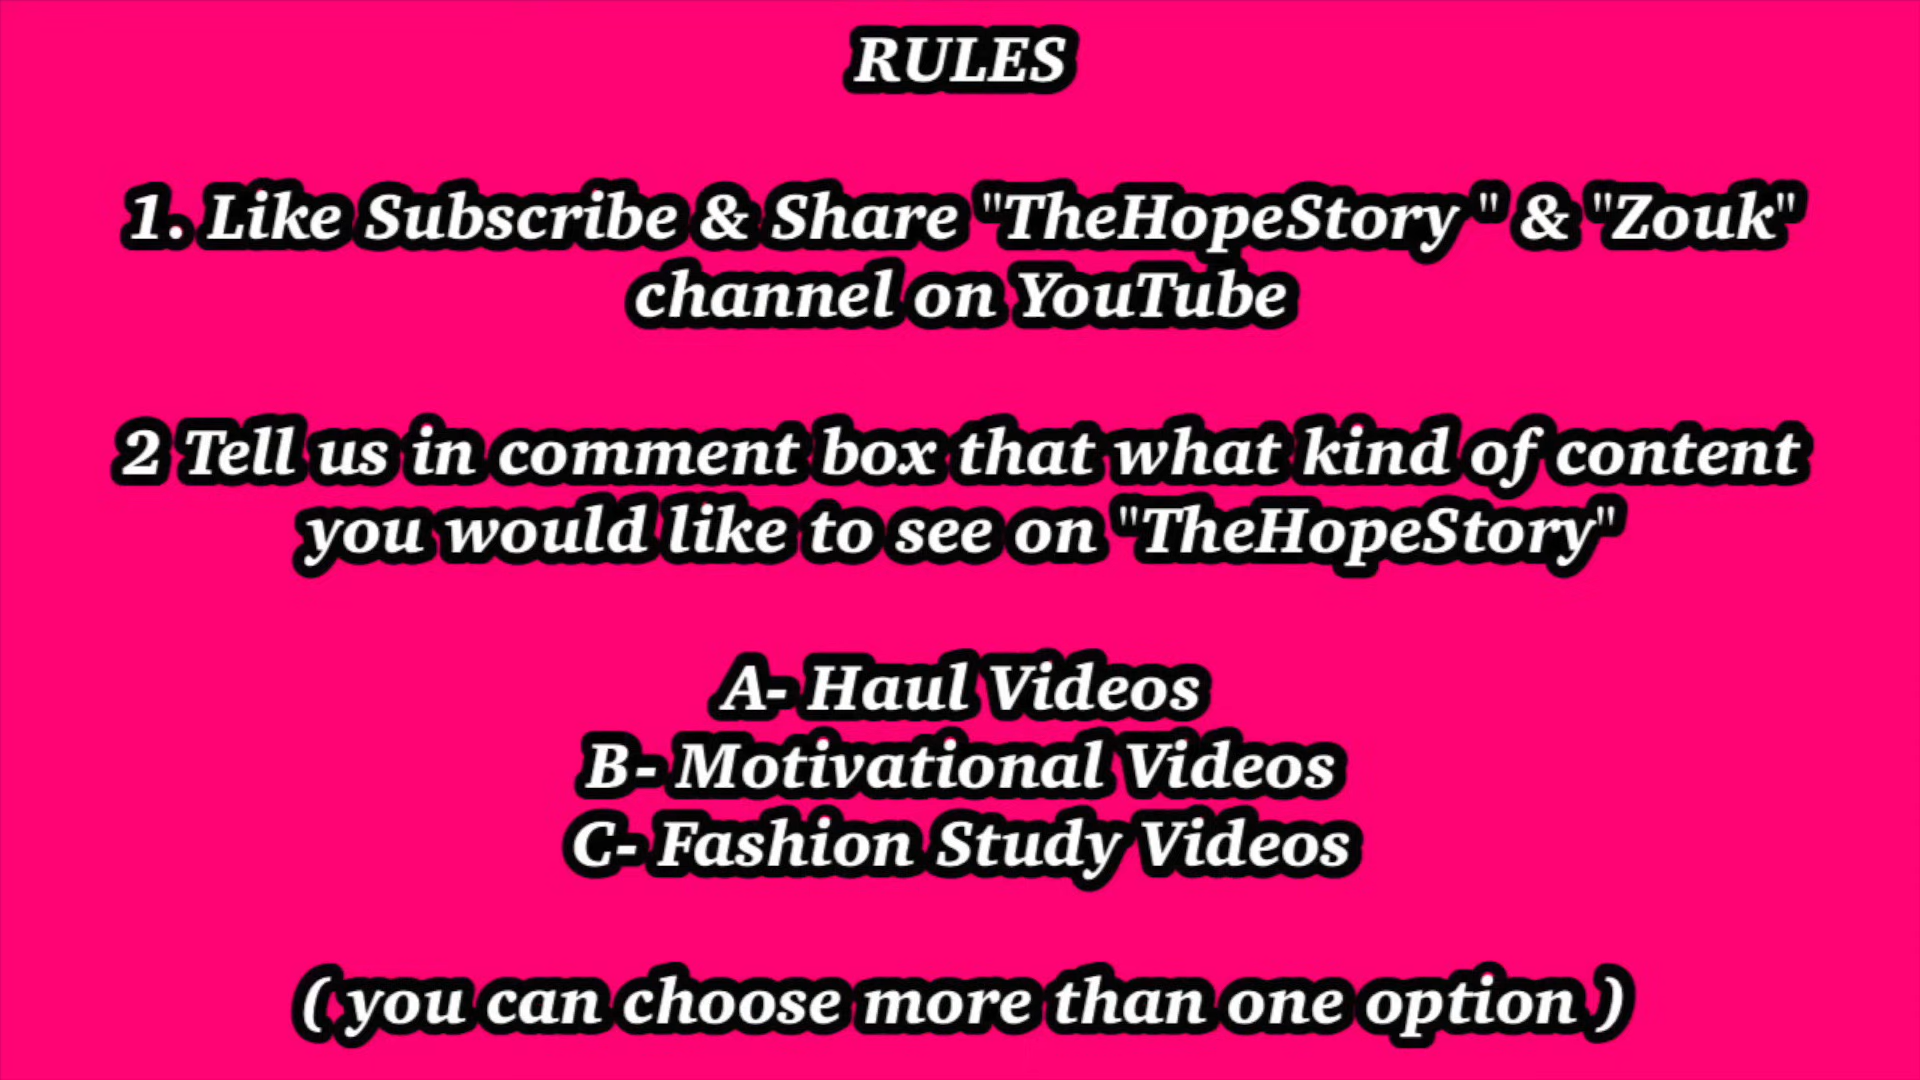 RULES
1. Like Subscribe & Share "TheHopeStory " & "Zouk"
channel on YouTube
2 Tell us in comment box that what kind of content
you would like to see on "TheHopeStory"
A- Haul Videos
B- Motivational Videos
C- Fashion Study Videos
( you can choose more than one option )